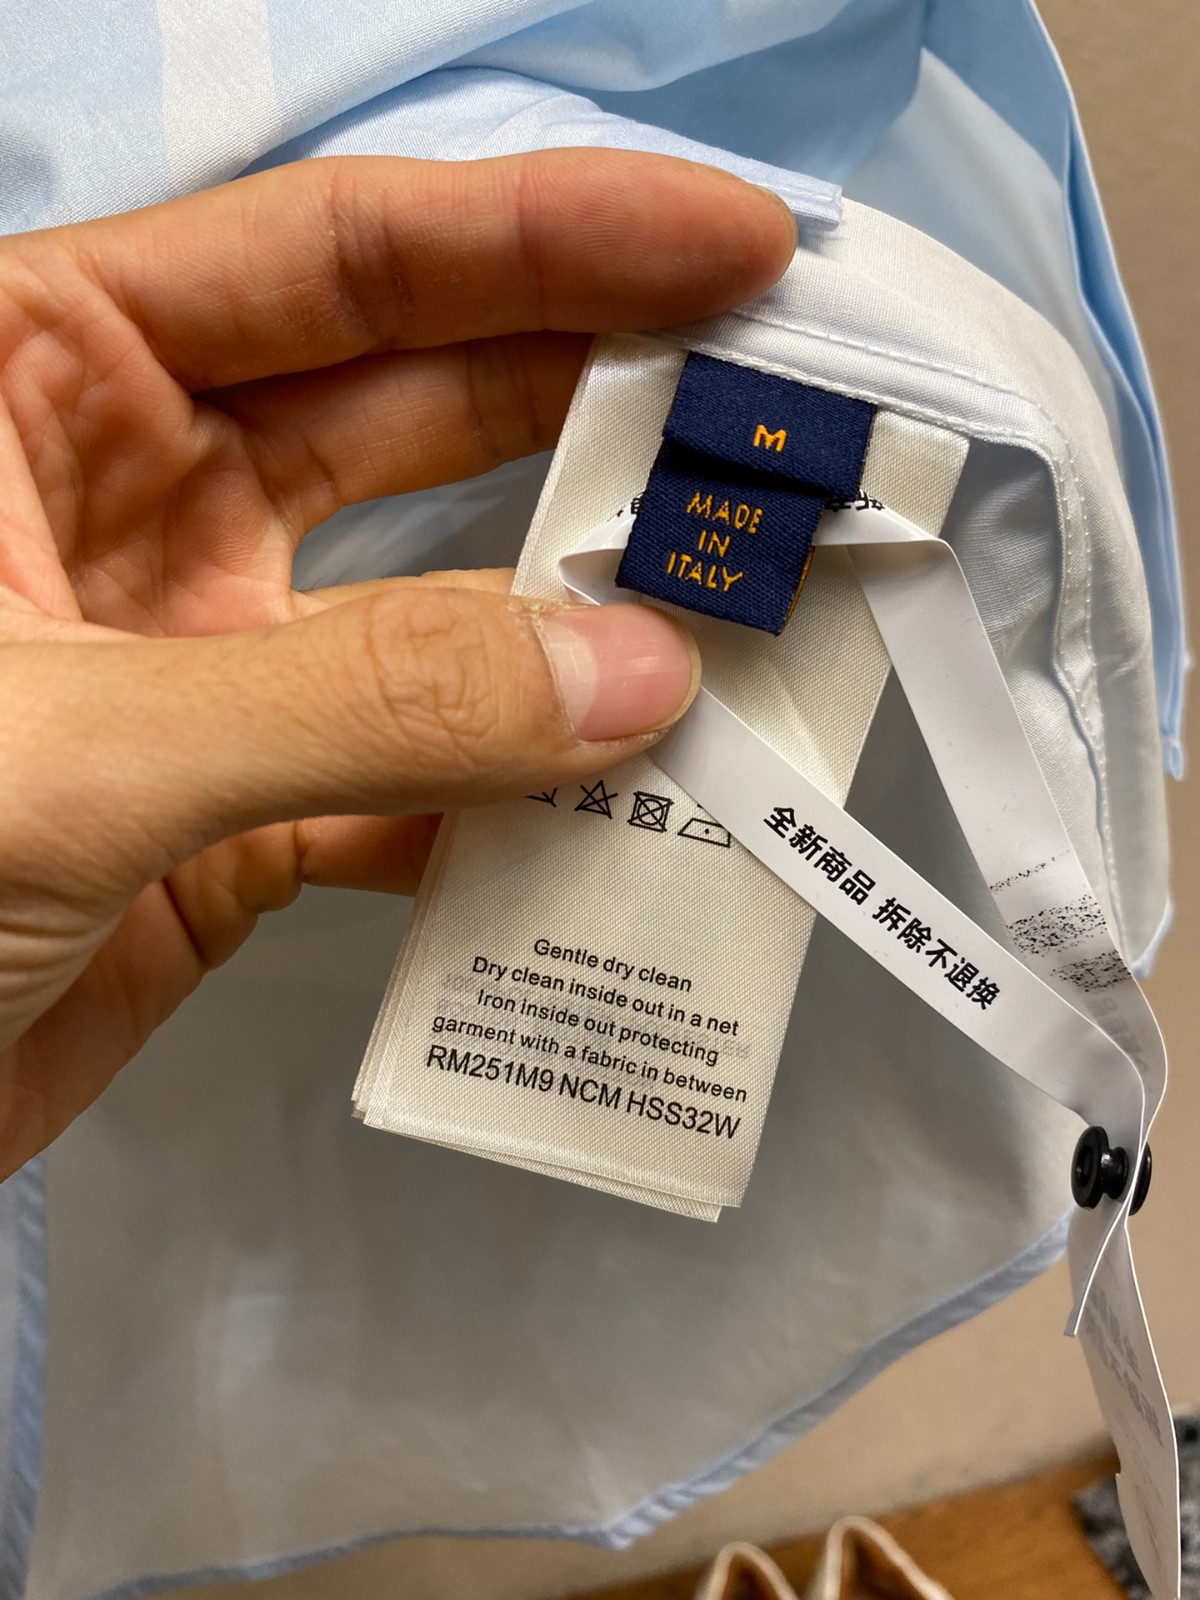 M
MADE
IN
ITALY
全新商品 拆除不退换
Gentle dry clean
Dry clean inside out in a net
Iron inside out protecting
garment with a fabric in between
RM251M9 NCM HSS32W